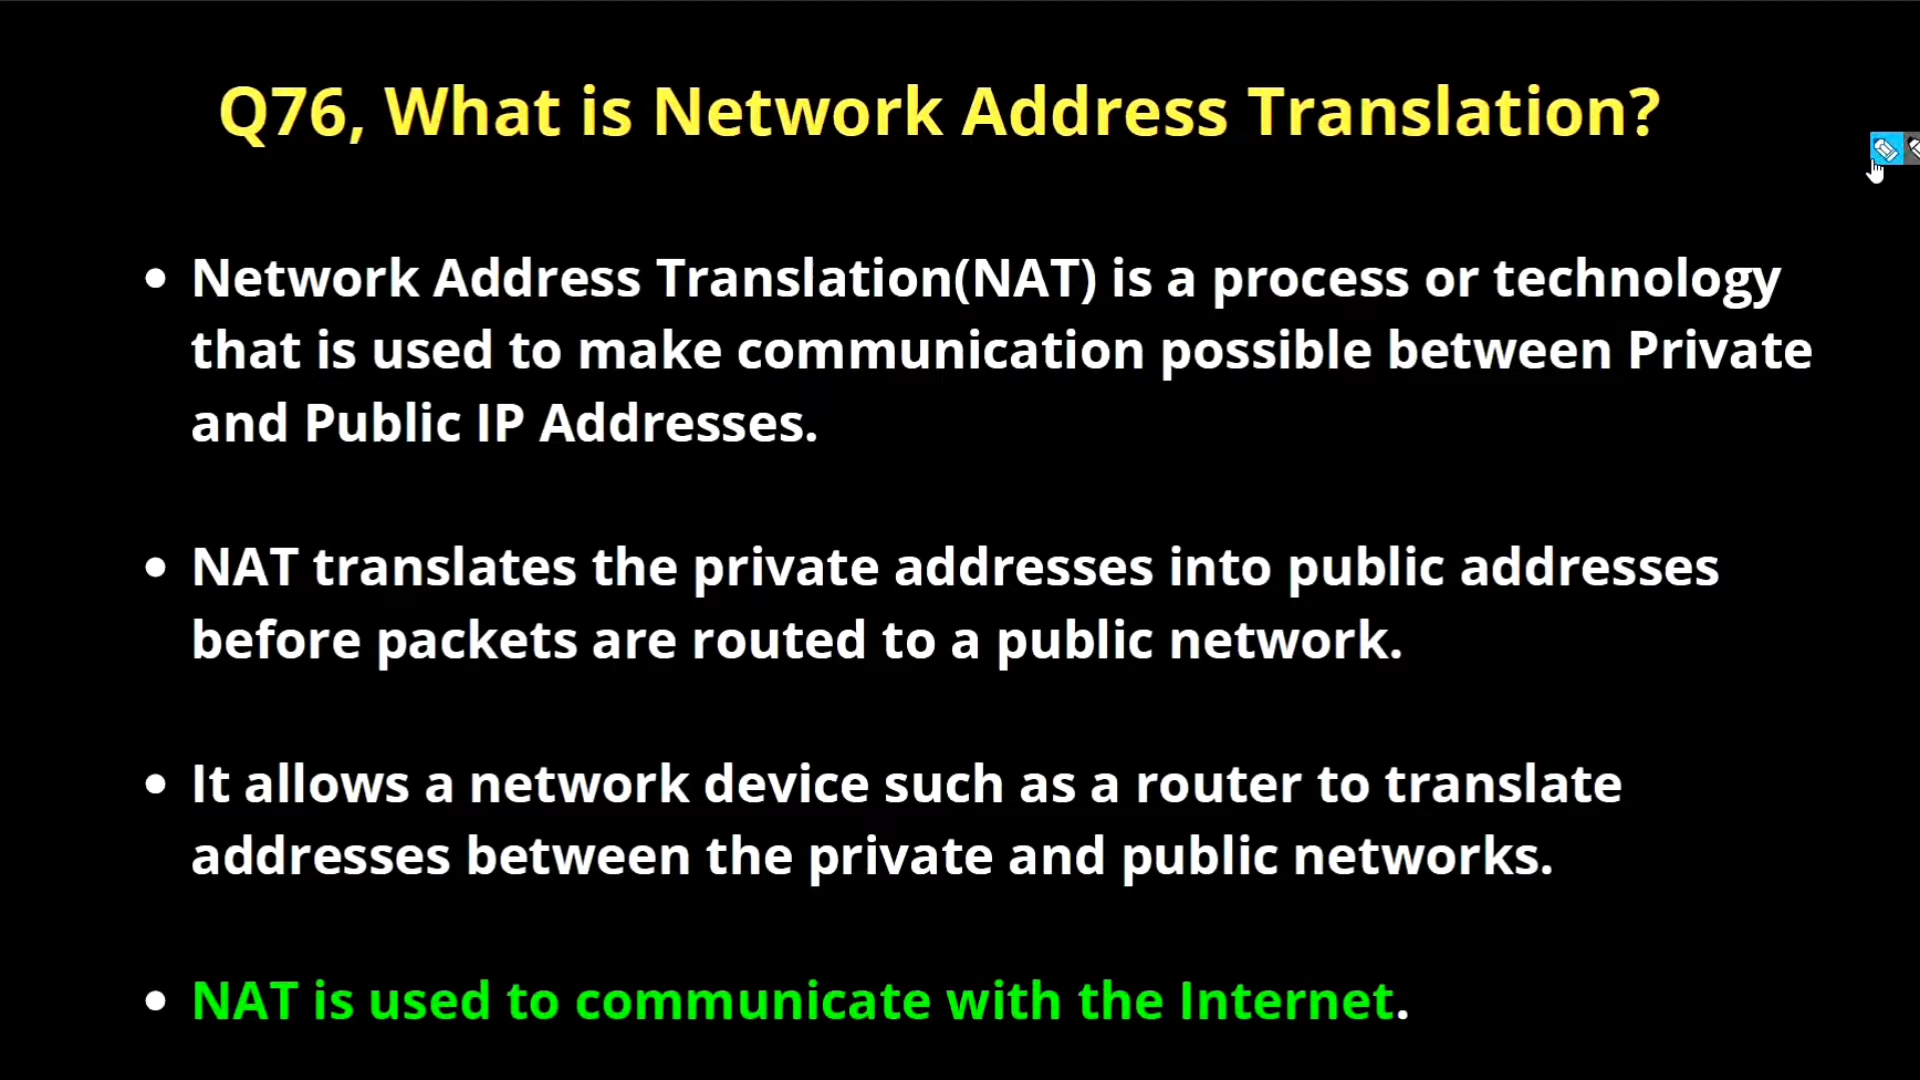 Q76, What is Network Address Translation?
• Network Address Translation(NAT) is a process or technology
that is used to make communication possible between Private
and Public IP Addresses.
• NAT translates the private addresses into public addresses
before packets are routed to a public network.
• It allows a network device such as a router to translate
addresses between the private and public networks.
• NAT is used to communicate with the Internet.